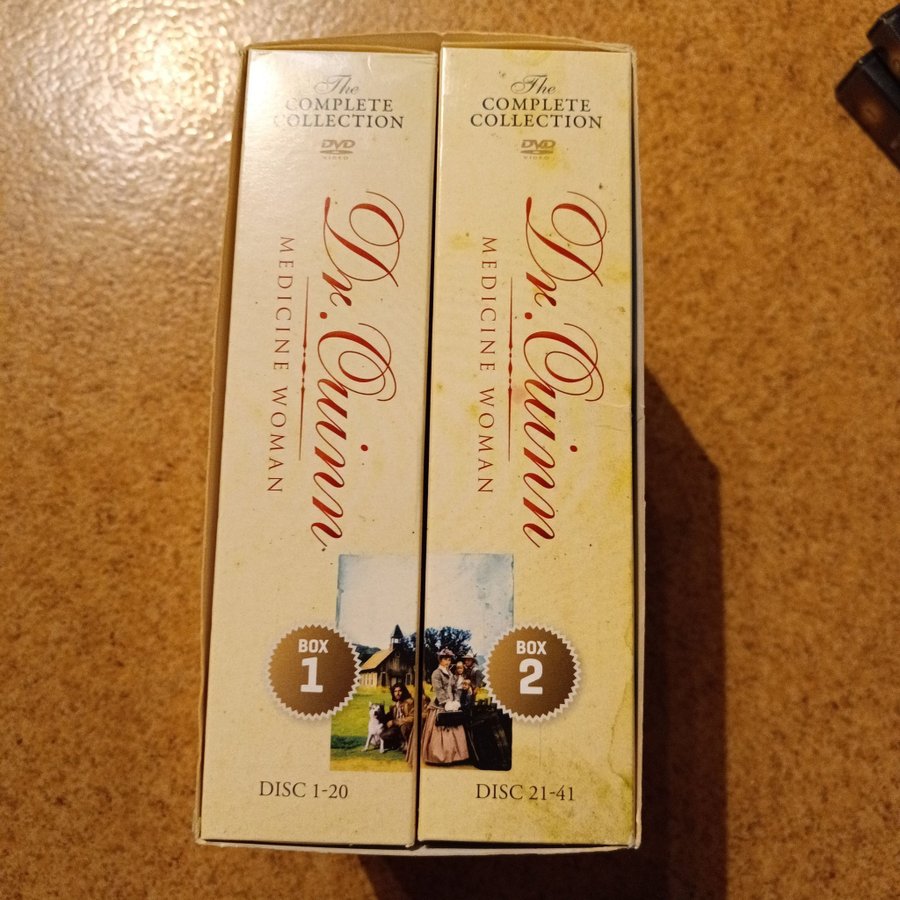 The
COMPLETE
COLLECTION
DVD
VIDEO
Dr. Quinn
MEDICINE WOMAN
BOX
1
DISC 1-20
The
COMPLETE
COLLECTION
DVD
VIDEO
Dr. Quinn
MEDICINE WOMAN
BOX
2
DISC 21-41